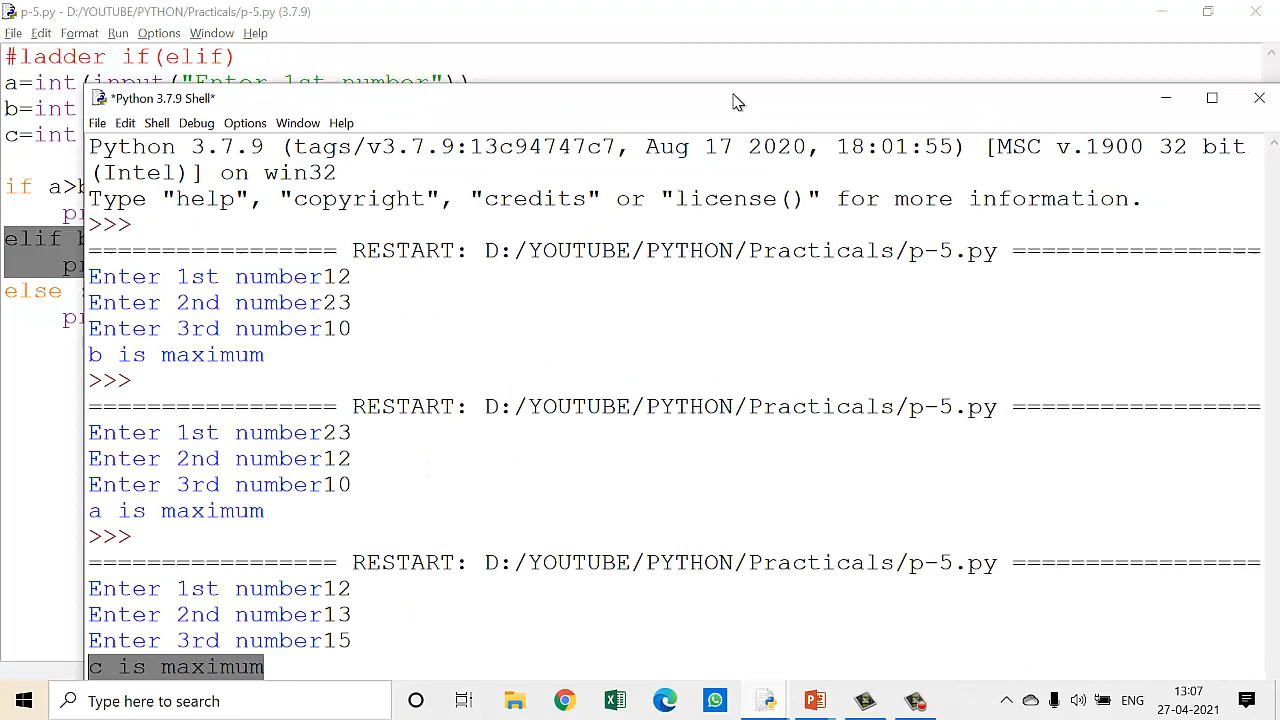 p-5.py - D:/YOUTUBE/PYTHON/Practicals/p-5.py (3.7.9)
File Edit Format Run Options Window Help
#ladder if(elif)
a=int(input("Enter 1st number"))
b=int
c=int
if a>b
elif b
else :
*Python 3.7.9 Shell*
File Edit Shell Debug Options Window Help
Python 3.7.9 (tags/v3.7.9:13c94747c7, Aug 17 2020, 18:01:55) [MSC v.1900 32 bit
(Intel)] on win32
Type "help", "copyright", "credits" or "license()" for more information.
>>>
================= RESTART: D:/YOUTUBE/PYTHON/Practicals/p-5.py =================
Enter 1st number12
Enter 2nd number23
Enter 3rd number10
b is maximum
>>>
================= RESTART: D:/YOUTUBE/PYTHON/Practicals/p-5.py =================
Enter 1st number23
Enter 2nd number12
Enter 3rd number10
a is maximum
>>>
================= RESTART: D:/YOUTUBE/PYTHON/Practicals/p-5.py =================
Enter 1st number12
Enter 2nd number13
Enter 3rd number15
c is maximum
Type here to search
ENG
13:07
27-04-2021